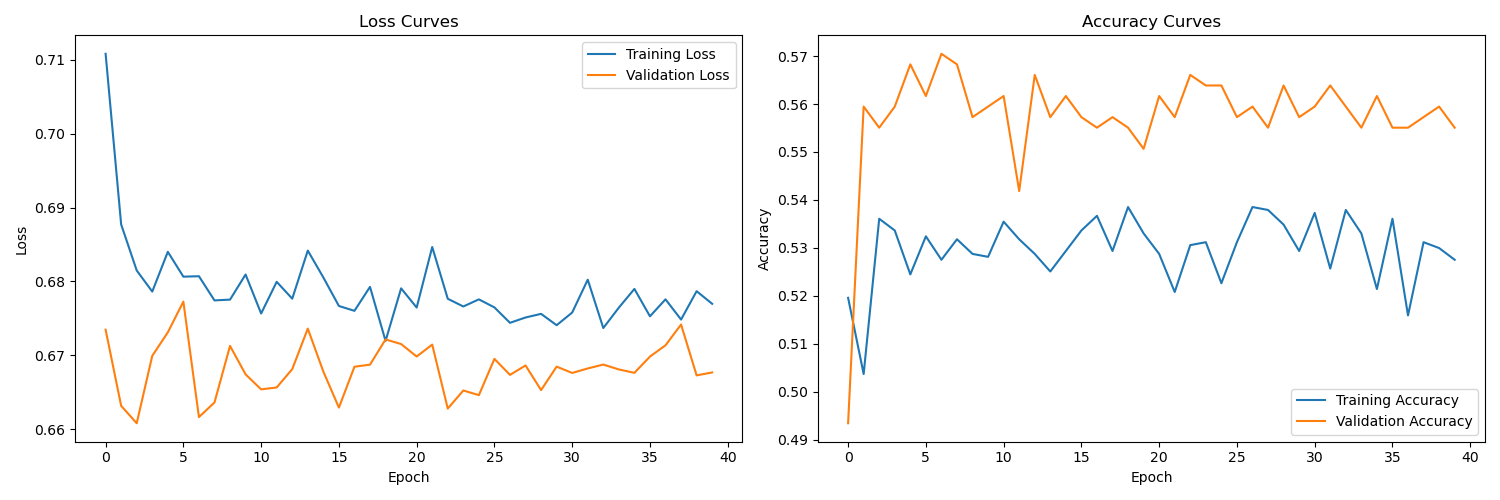 Loss Curves
Training Loss
Validation Loss
0.71
0.70
0.69
0.68
0.67
0.66
Loss
0 5 10 15 20 25 30 35 40
Epoch
Accuracy Curves
0.57
0.56
0.55
0.54
0.53
0.52
0.51
0.50
0.49
Accuracy
Training Accuracy
Validation Accuracy
0 5 10 15 20 25 30 35 40
Epoch